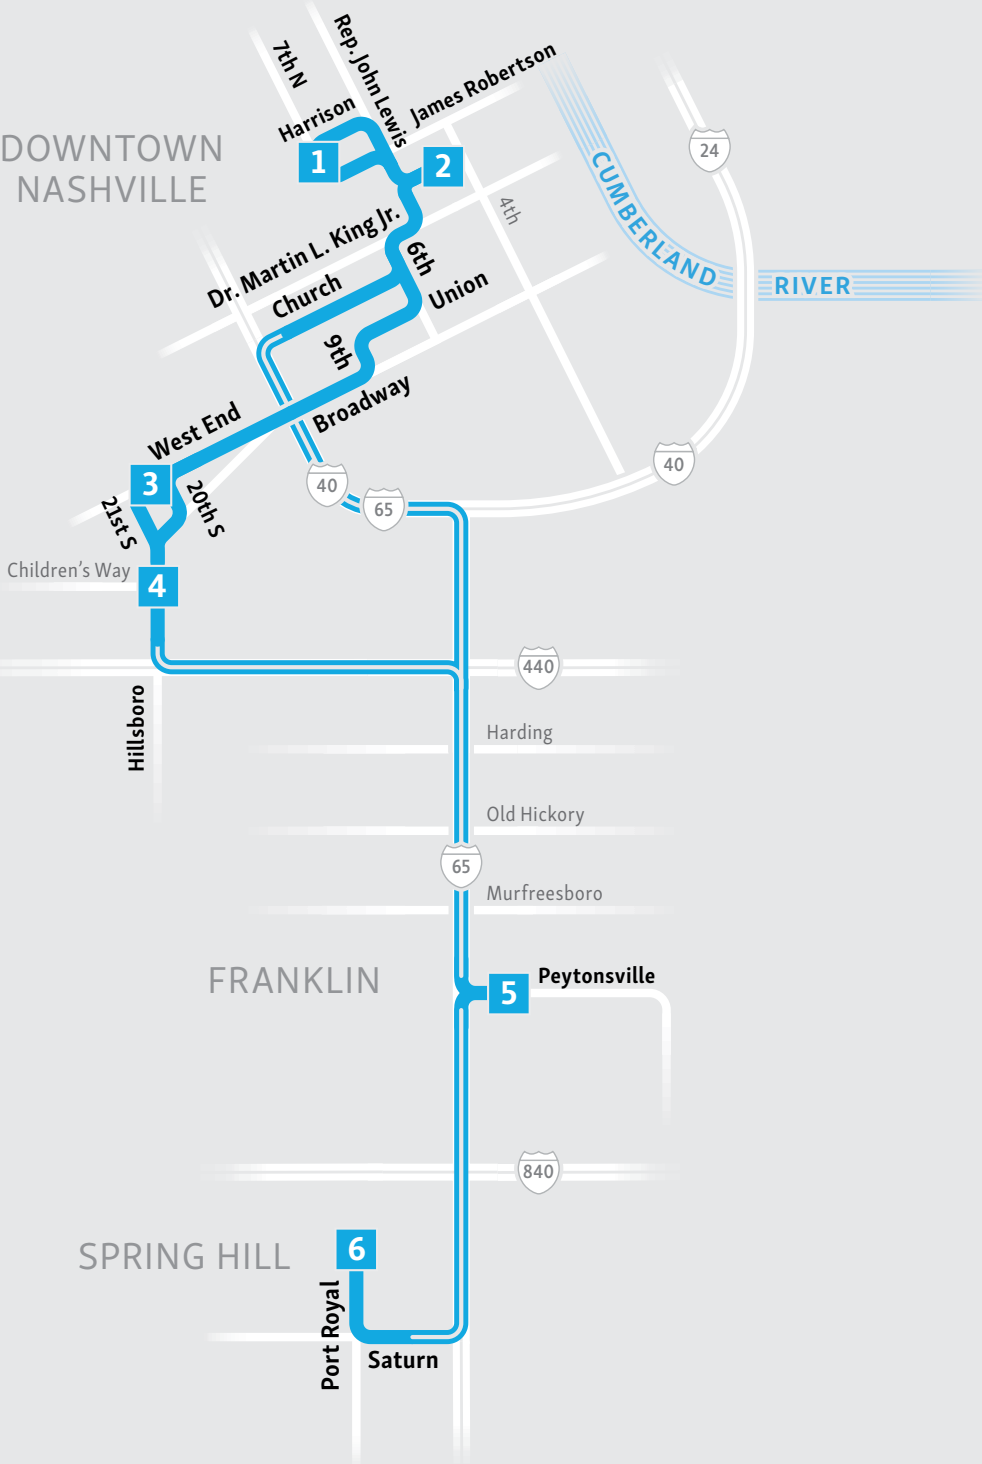 7th N
Rep. John Lewis
James Robertson
Harrison
DOWNTOWN
NASHVILLE
1
2
24
CUMBERLAND
RIVER
4th
Dr. Martin L. King Jr.
6th
Church
Union
9th
Broadway
West End
3
21st S
20th S
40
65
40
Children's Way
4
440
Hillsboro
Harding
Old Hickory
65
Murfreesboro
FRANKLIN
5
Peytonsville
840
SPRING HILL
6
Port Royal
Saturn